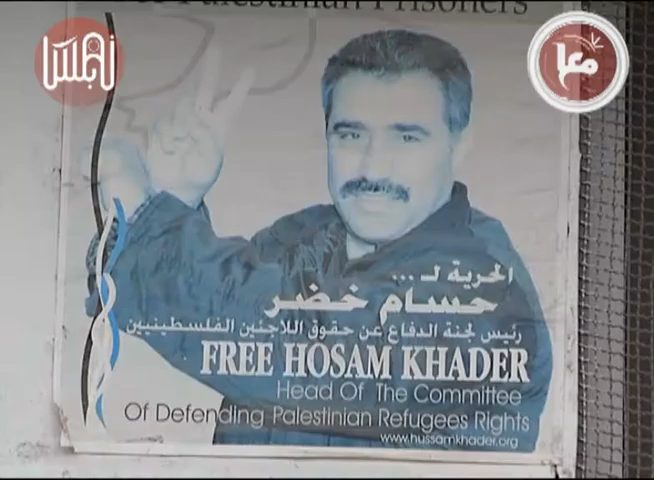 Palestinian Prisoners
نابلس
معا
الحرية لـ ...
حسام خضر
رئيس لجنة الدفاع عن حقوق اللاجئين الفلسطينيين
FREE HOSAM KHADER
Head Of The Committee
Of Defending Palestinian Refugees Rights
www.hussamkhader.org